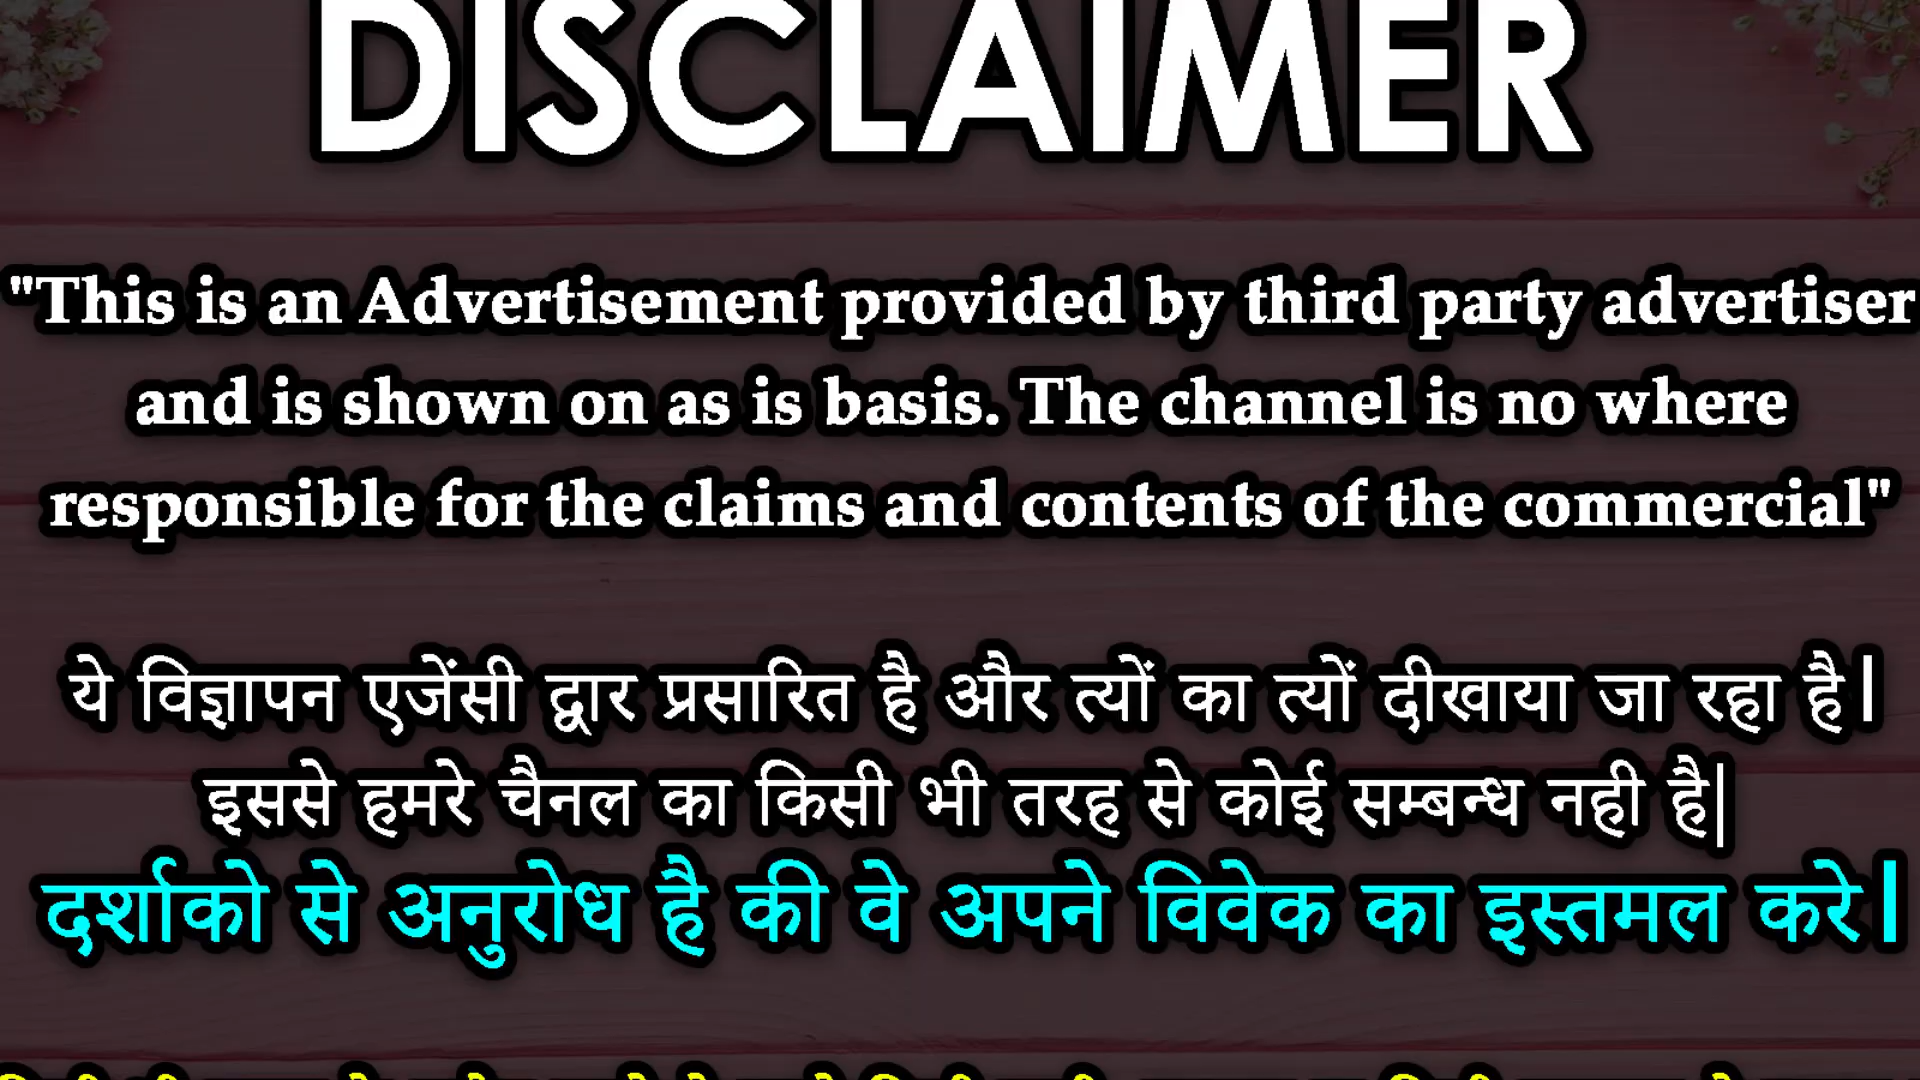 DISCLAIMER
"This is an Advertisement provided by third party advertiser
and is shown on as is basis. The channel is no where
responsible for the claims and contents of the commercial"
ये विज्ञापन एजेंसी द्वार प्रसारित है और त्यों का त्यों दीखाया जा रहा है।
इससे हमरे चैनल का किसी भी तरह से कोई सम्बन्ध नही है|
दर्शाको से अनुरोध है की वे अपने विवेक का इस्तमल करे।